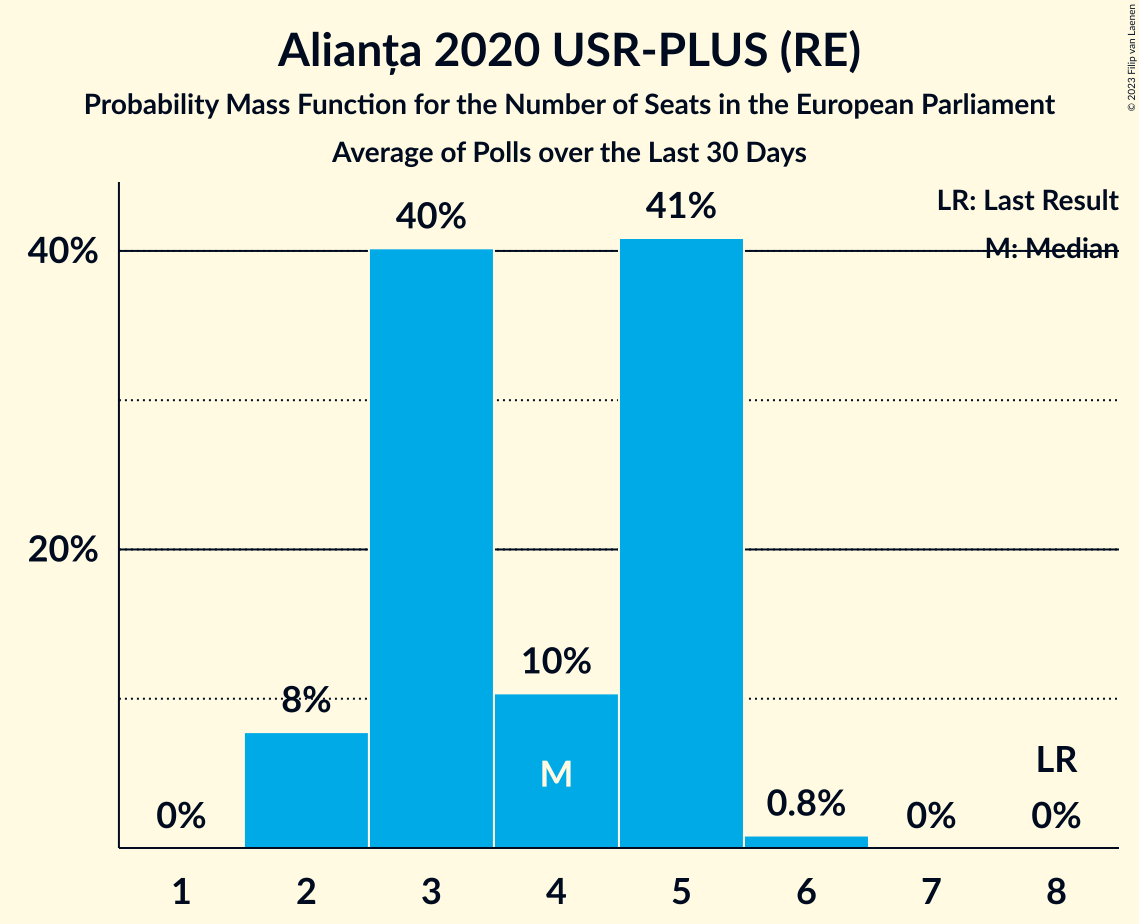 Alianța 2020 USR-PLUS (RE)
Probability Mass Function for the Number of Seats in the European Parliament
Average of Polls over the Last 30 Days
© 2023 Filip van Laenen
LR: Last Result
M: Median
40%
20%
0%
8%
40%
10%
41%
0.8%
0%
0%
M
LR
1 2 3 4 5 6 7 8